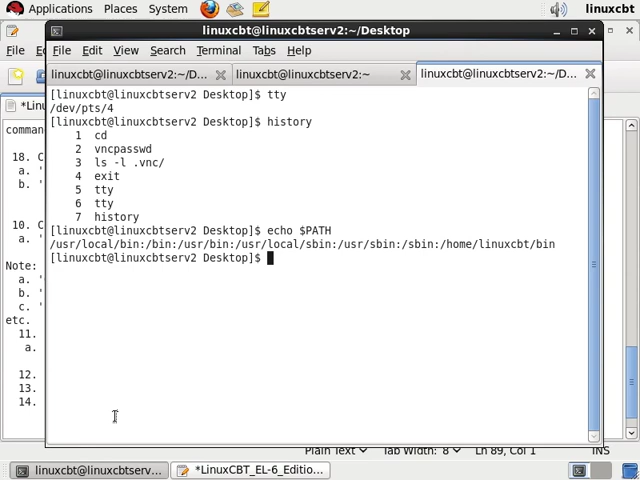 Applications Places System linuxcbt
linuxcbt@linuxcbtserv2:~/Desktop
File Edit View Search Terminal Tabs Help
linuxcbt@linuxcbtserv2:~/D... linuxcbt@linuxcbtserv2:~ linuxcbt@linuxcbtserv2:~/D...
[linuxcbt@linuxcbtserv2 Desktop]$ tty
/dev/pts/4
[linuxcbt@linuxcbtserv2 Desktop]$ history
1 cd
2 vncpasswd
3 ls -l .vnc/
4 exit
5 tty
6 tty
7 history
[linuxcbt@linuxcbtserv2 Desktop]$ echo $PATH
/usr/local/bin:/bin:/usr/bin:/usr/local/sbin:/usr/sbin:/sbin:/home/linuxcbt/bin
[linuxcbt@linuxcbtserv2 Desktop]$
File
*Linu
comman
18. C
a. '
b. '
10. C
a. '
Note:
a. '
b. '
c. '
etc.
11.
a.
12.
13.
14.
Plain Text Tab Width: 8 Ln 89, Col 1 INS
linuxcbt@linuxcbtserv... *LinuxCBT_EL-6_Editio...